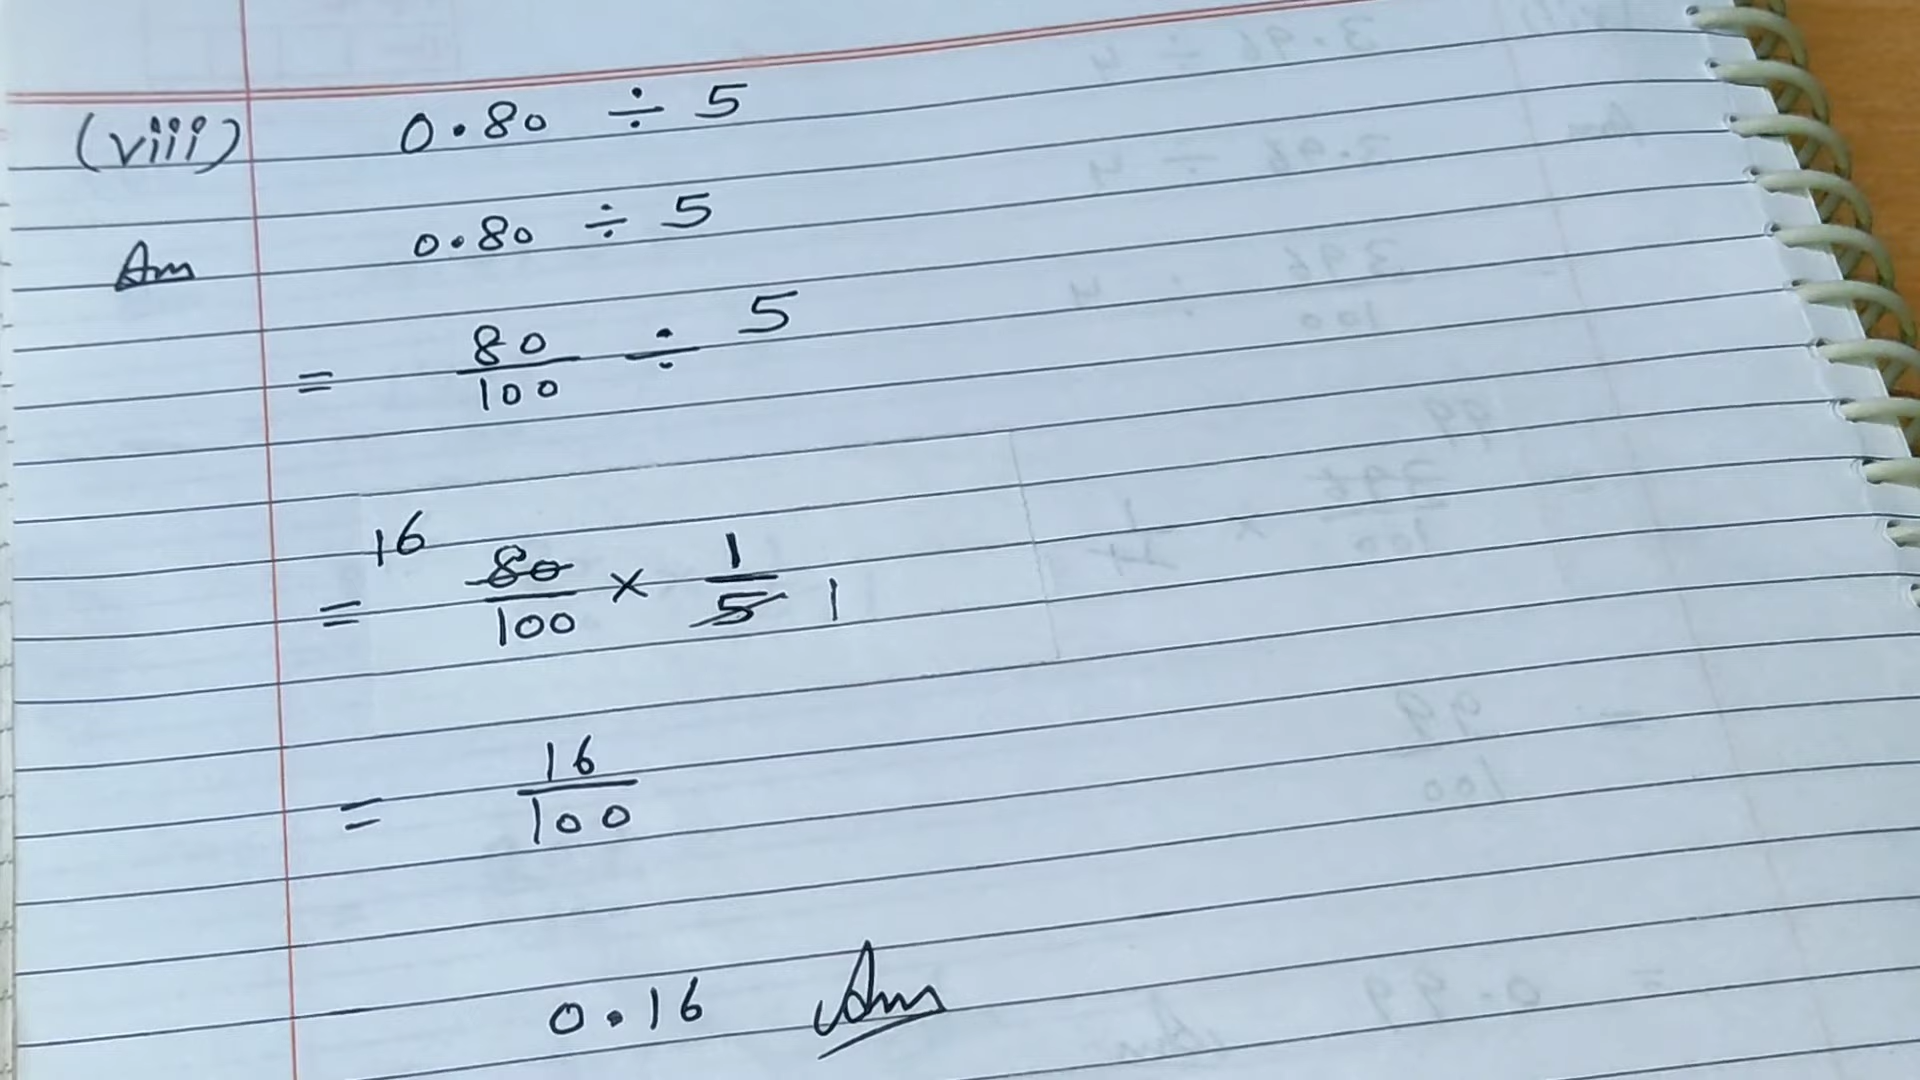 (viii) 0.80 ÷ 5
Ans 0.80 ÷ 5
= 80/100 ÷ 5
= 16 80/100 × 1/5 1
= 16/100
0.16 Ans